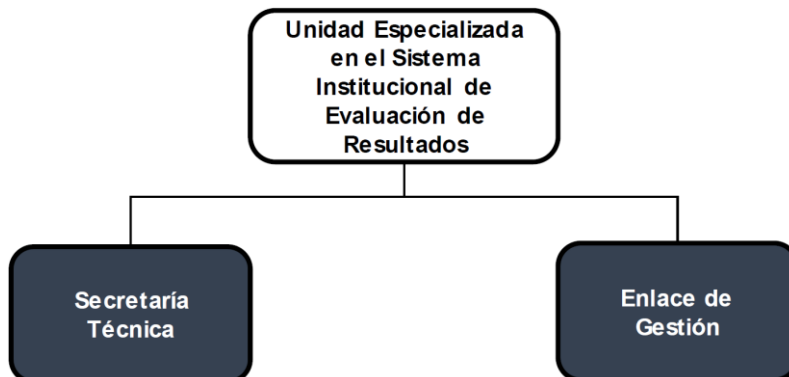 Unidad Especializada
en el Sistema
Institucional de
Evaluación de
Resultados
Secretaría
Técnica
Enlace de
Gestión